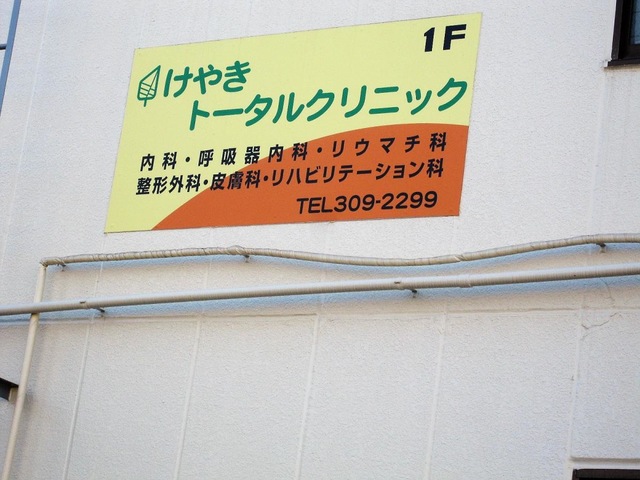 1F
けやき
トータルクリニック
内科・呼吸器内科・リウマチ科
整形外科・皮膚科・リハビリテーション科
TEL309-2299